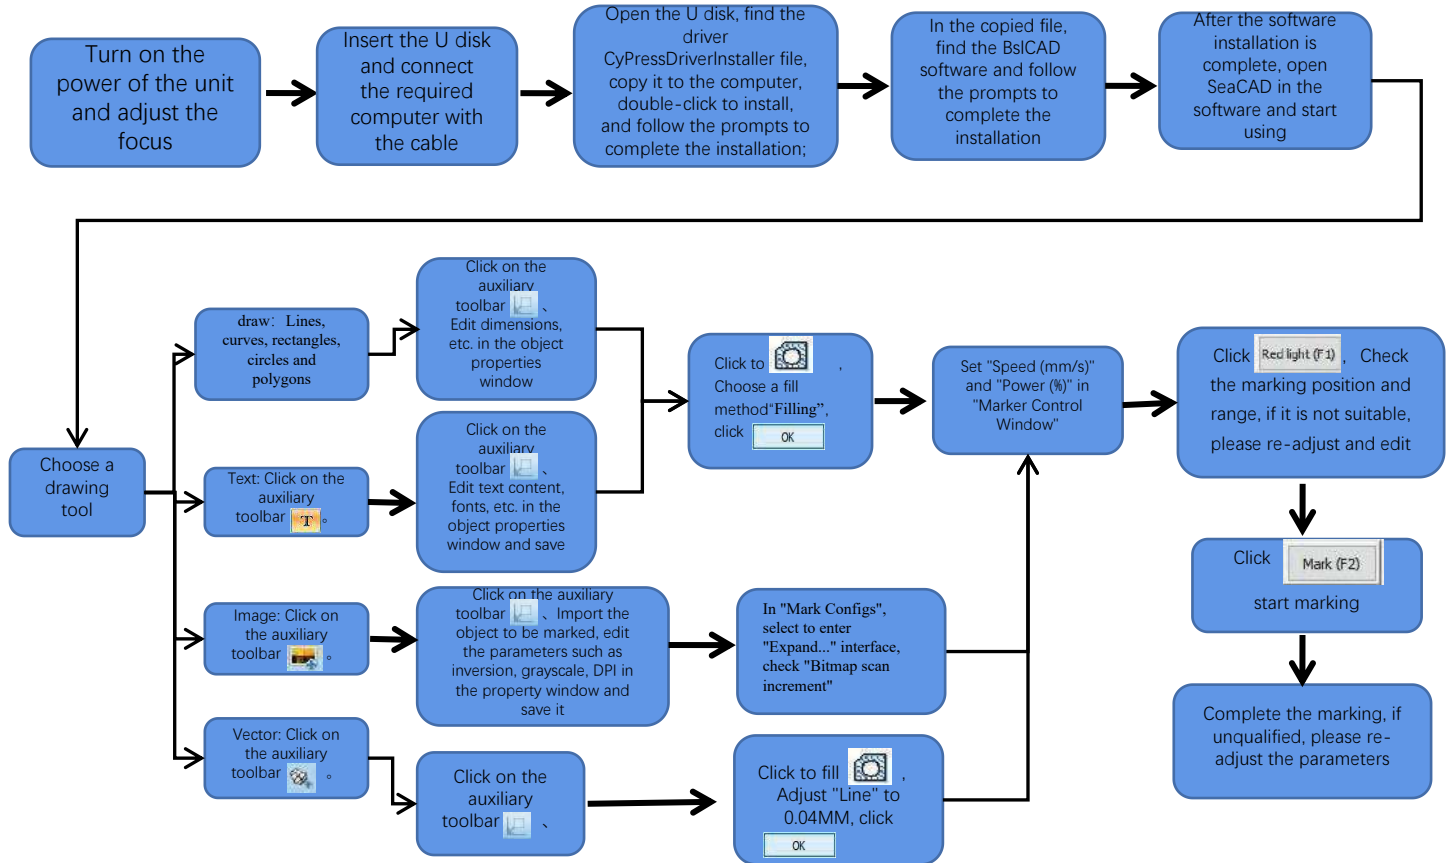 Turn on the
power of the unit
and adjust the
focus
Insert the U disk
and connect
the required
computer with
the cable
Open the U disk, find the
driver
CyPressDriverInstaller file,
copy it to the computer,
double-click to install,
and follow the prompts to
complete the installation;
In the copied file,
find the BslCAD
software and follow
the prompts to
complete the
installation
After the software
installation is
complete, open
SeaCAD in the
software and start
using
Choose a
drawing
tool
draw: Lines,
curves, rectangles,
circles and
polygons
Click on the
auxiliary
toolbar 、
Edit dimensions,
etc. in the object
properties
window
Text: Click on the
auxiliary
toolbar T 。
Click on the
auxiliary
toolbar 、
Edit text content,
fonts, etc. in the
object properties
window and save
Click to ,
Choose a fill
method“Filling”,
click OK
Image: Click on
the auxiliary
toolbar 。
Click on the auxiliary
toolbar 、Import the
object to be marked, edit
the parameters such as
inversion, grayscale, DPI in
the property window and
save it
In "Mark Configs",
select to enter
"Expand..." interface,
check "Bitmap scan
increment"
Vector: Click on
the auxiliary
toolbar 。
Click on the
auxiliary
toolbar 、
Click to fill ,
Adjust "Line" to
0.04MM, click
OK
Set "Speed (mm/s)"
and "Power (%)" in
"Marker Control
Window"
Click Red light (F1) , Check
the marking position and
range, if it is not suitable,
please re-adjust and edit
Click Mark (F2)
start marking
Complete the marking, if
unqualified, please re-
adjust the parameters